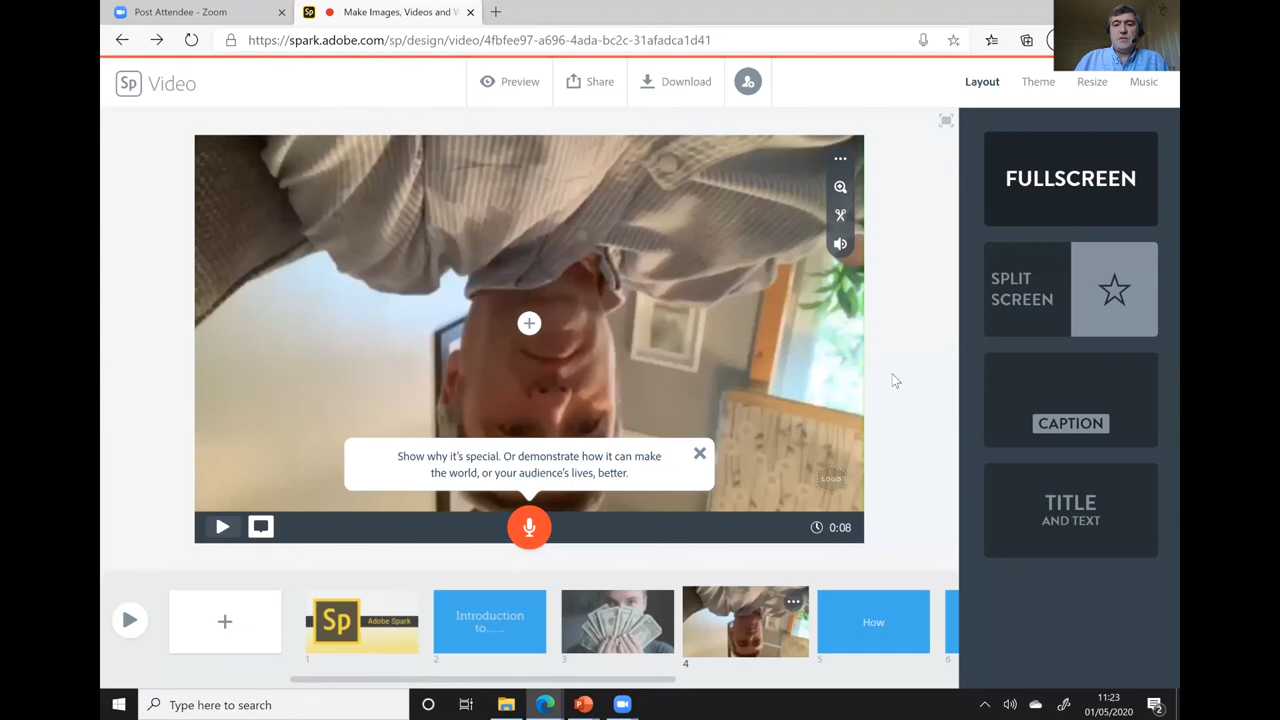 Post Attendee - Zoom
Make Images, Videos and
https://spark.adobe.com/sp/design/video/4fbfee97-a696-4ada-bc2c-31afadca1d41
Sp Video
Preview
Share
Download
Layout
Theme
Resize
Music
FULLSCREEN
SPLIT
SCREEN
CAPTION
TITLE
AND TEXT
LOGO
Show why it's special. Or demonstrate how it can make
the world, or your audience's lives, better.
0:08
Sp Adobe Spark
Introduction
to......
How
1
2
3
4
5
6
Type here to search
11:23
01/05/2020
2